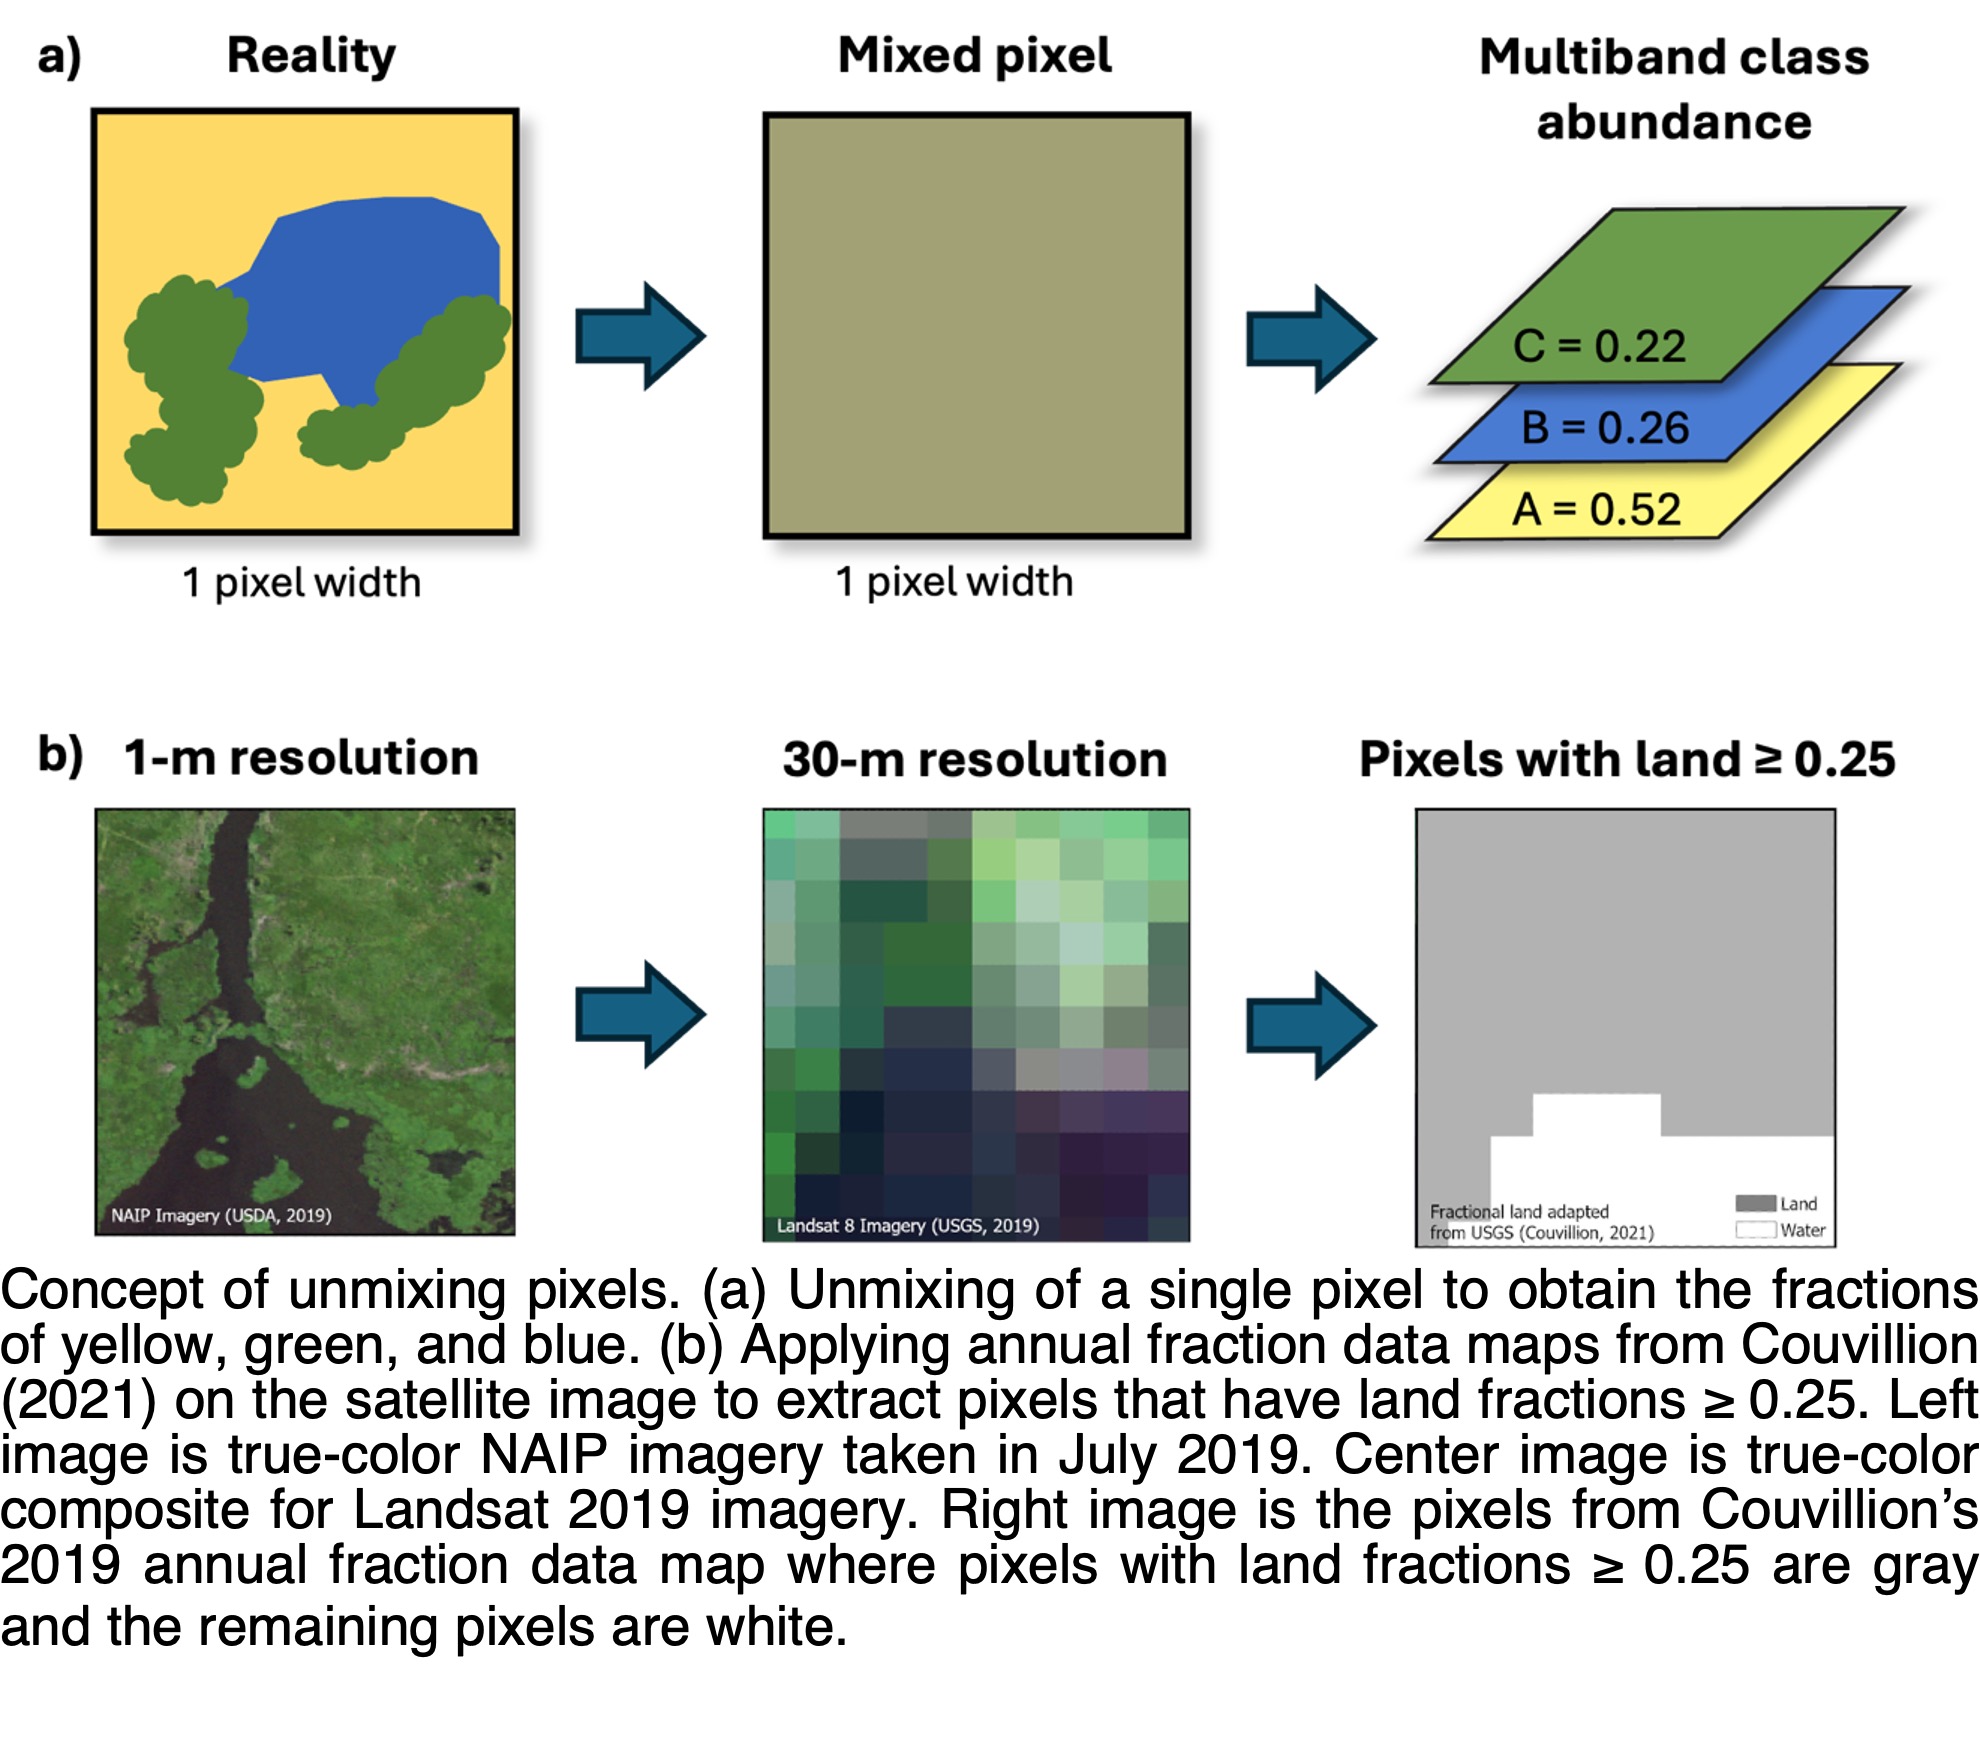 a)
Reality
Mixed pixel
Multiband class
abundance
C = 0.22
B = 0.26
A = 0.52
1 pixel width
1 pixel width
b)
1-m resolution
30-m resolution
Pixels with land ≥ 0.25
NAIP Imagery (USDA, 2019)
Landsat 8 Imagery (USGS, 2019)
Fractional land adapted
from USGS (Couvillion, 2021)
Land
Water
Concept of unmixing pixels. (a) Unmixing of a single pixel to obtain the fractions
of yellow, green, and blue. (b) Applying annual fraction data maps from Couvillion
(2021) on the satellite image to extract pixels that have land fractions ≥ 0.25. Left
image is true-color NAIP imagery taken in July 2019. Center image is true-color
composite for Landsat 2019 imagery. Right image is the pixels from Couvillion’s
2019 annual fraction data map where pixels with land fractions ≥ 0.25 are gray
and the remaining pixels are white.